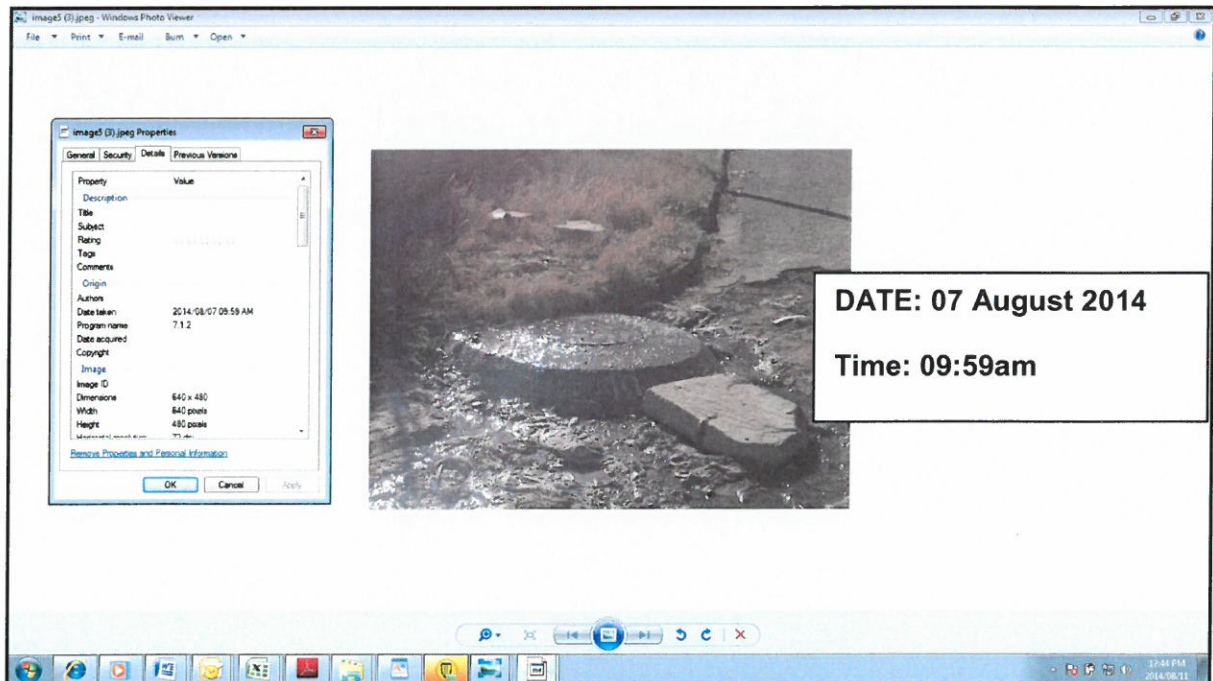 image5 (3).jpeg - Windows Photo Viewer
File Print E-mail Burn Open
image5 (3).jpeg Properties
General Security Details Previous Versions
Property Value
Description
Title
Subject
Rating
Tags
Comments
Origin
Authors
Date taken 2014/08/07 09:59 AM
Program name 7.1.2
Date acquired
Copyright
Image
Image ID
Dimensions 640 x 480
Width 640 pixels
Height 480 pixels
Horizontal resolution 72 dpi
Remove Properties and Personal Information
OK Cancel Apply
DATE: 07 August 2014
Time: 09:59am
12:44 PM
2014/08/11